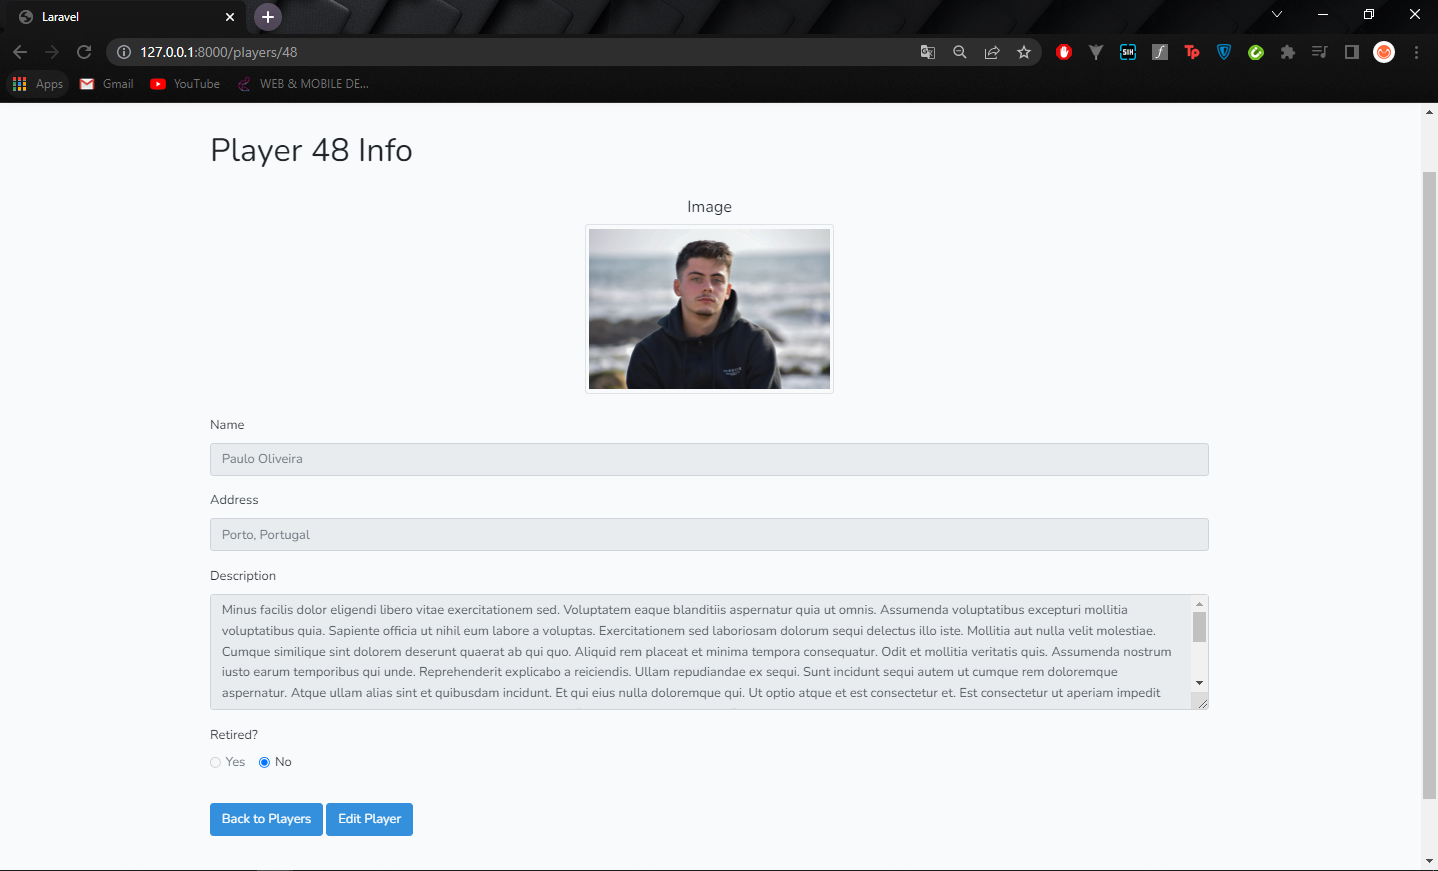 Laravel
127.0.0.1:8000/players/48
Apps
Gmail
YouTube
WEB & MOBILE DE...
Player 48 Info
Image
Name
Paulo Oliveira
Address
Porto, Portugal
Description
Minus facilis dolor eligendi libero vitae exercitationem sed. Voluptatem eaque blanditiis aspernatur quia ut omnis. Assumenda voluptatibus excepturi mollitia
voluptatibus quia. Sapiente officia ut nihil eum labore a voluptas. Exercitationem sed laboriosam dolorum sequi delectus illo iste. Mollitia aut nulla velit molestiae.
Cumque similique sint dolorem deserunt quaerat ab qui quo. Aliquid rem placeat et minima tempora consequatur. Odit et mollitia veritatis quis. Assumenda nostrum
iusto earum temporibus qui unde. Reprehenderit explicabo a reiciendis. Ullam repudiandae ex sequi. Sunt incidunt sequi autem ut cumque rem doloremque
aspernatur. Atque ullam alias sint et quibusdam incidunt. Et qui eius nulla doloremque qui. Ut optio atque et est consectetur et. Est consectetur ut aperiam impedit
Retired?
Yes
No
Back to Players
Edit Player